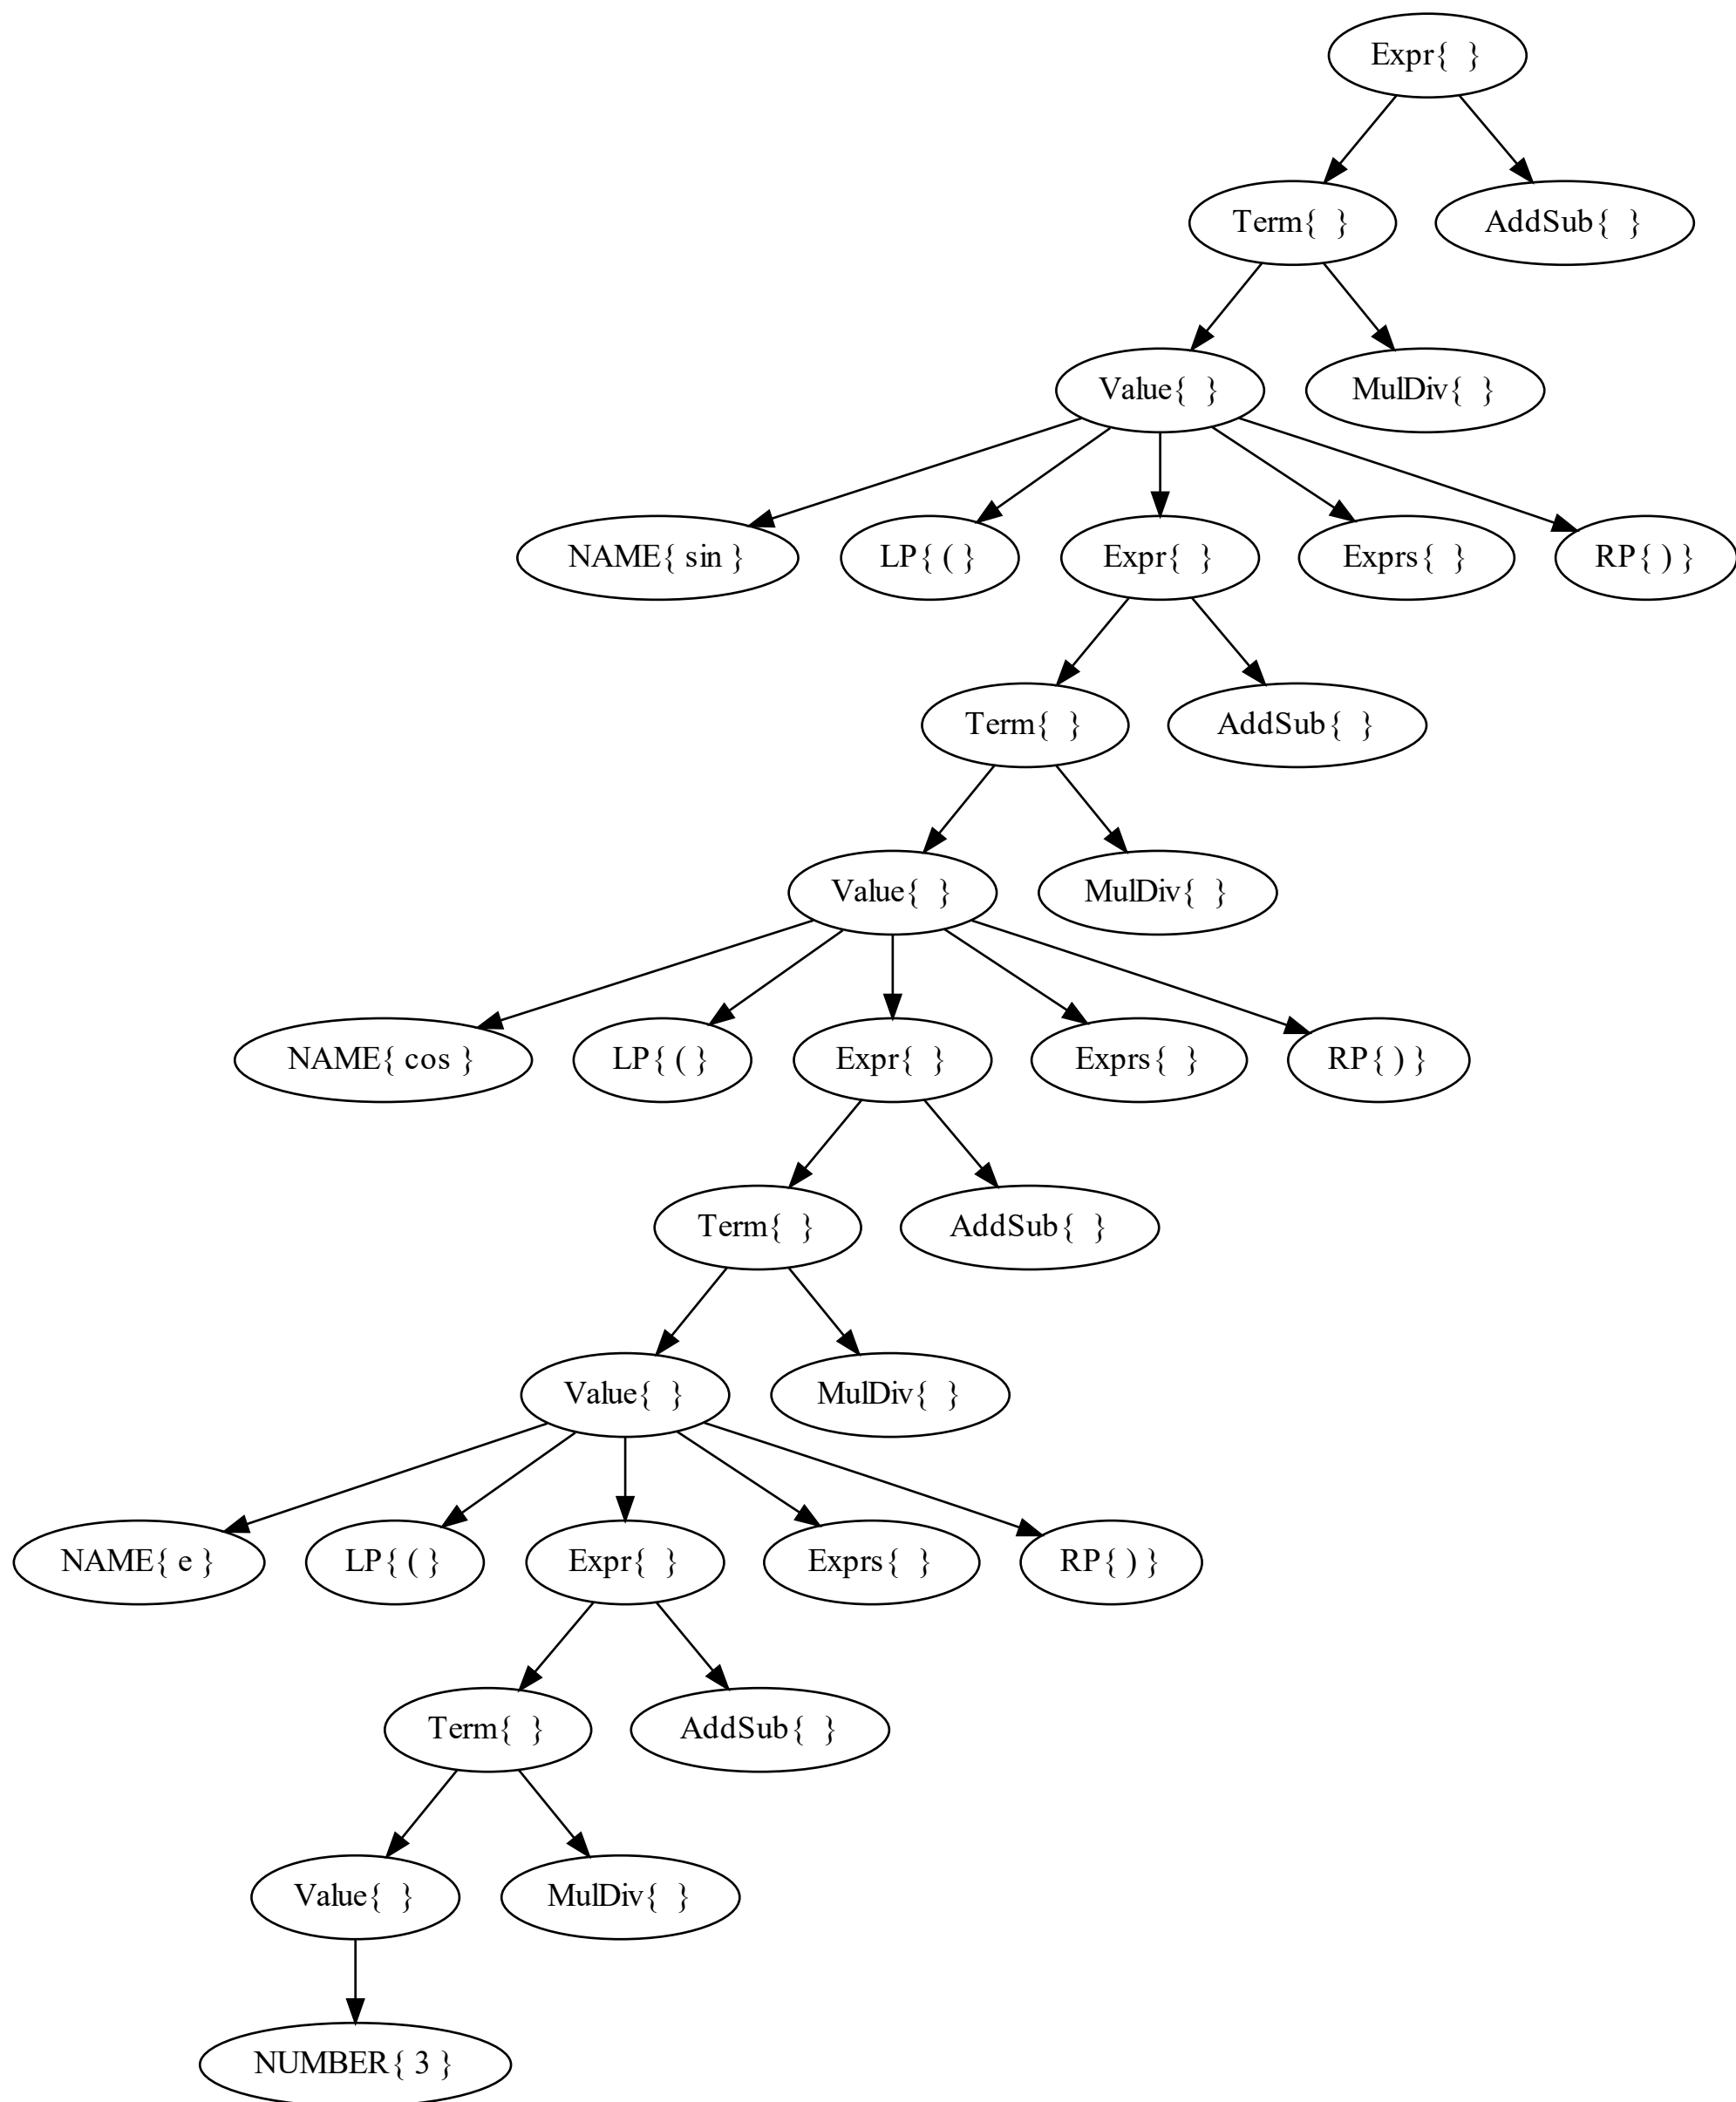 Expr{  }
Term{  }
AddSub{  }
Value{  }
MulDiv{  }
NAME{ sin }
LP{ ( }
Expr{  }
Exprs{  }
RP{ ) }
Term{  }
AddSub{  }
Value{  }
MulDiv{  }
NAME{ cos }
LP{ ( }
Expr{  }
Exprs{  }
RP{ ) }
Term{  }
AddSub{  }
Value{  }
MulDiv{  }
NAME{ e }
LP{ ( }
Expr{  }
Exprs{  }
RP{ ) }
Term{  }
AddSub{  }
Value{  }
MulDiv{  }
NUMBER{ 3 }